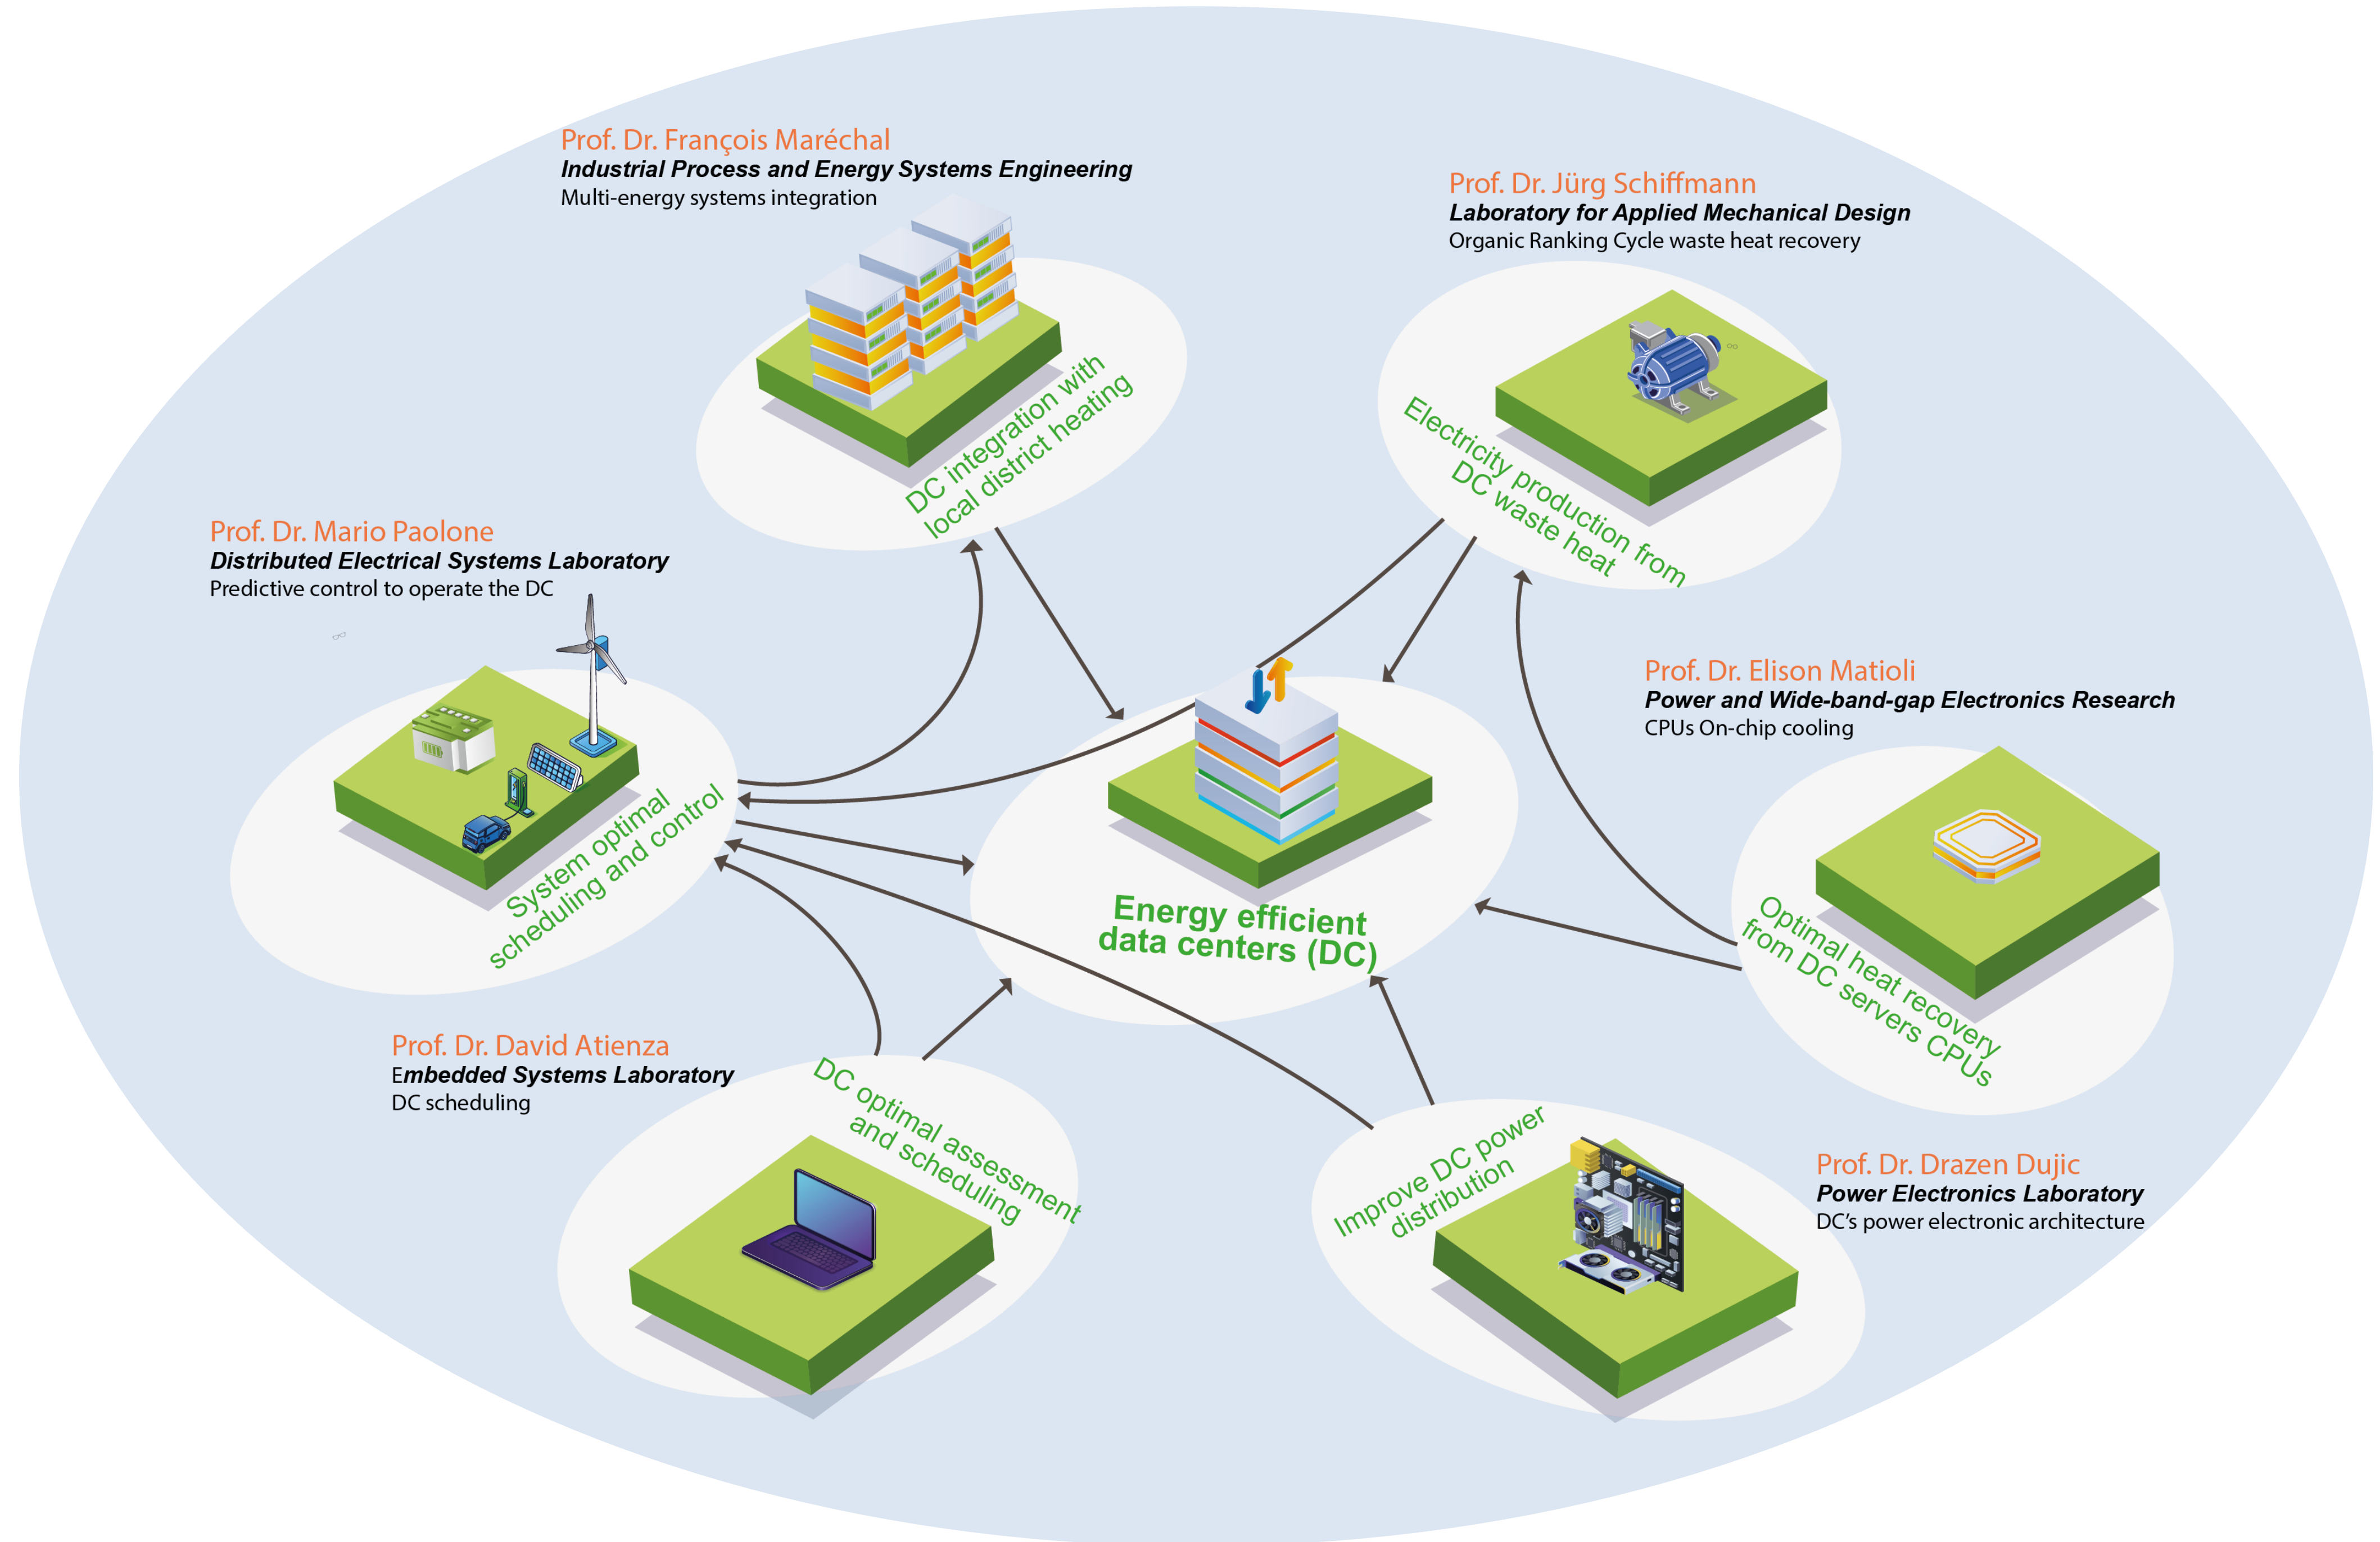 Prof. Dr. François Maréchal
Industrial Process and Energy Systems Engineering
Multi-energy systems integration
DC integration with
local district heating
Prof. Dr. Jürg Schiffmann
Laboratory for Applied Mechanical Design
Organic Ranking Cycle waste heat recovery
Electricity production from
DC waste heat
Prof. Dr. Mario Paolone
Distributed Electrical Systems Laboratory
Predictive control to operate the DC
System optimal
scheduling and control
Prof. Dr. Elison Matioli
Power and Wide-band-gap Electronics Research
CPUs On-chip cooling
Optimal heat recovery
from DC servers CPUs
Energy efficient
data centers (DC)
Prof. Dr. David Atienza
Embedded Systems Laboratory
DC scheduling
DC optimal assessment
and scheduling
Improve DC power
distribution
Prof. Dr. Drazen Dujic
Power Electronics Laboratory
DC’s power electronic architecture